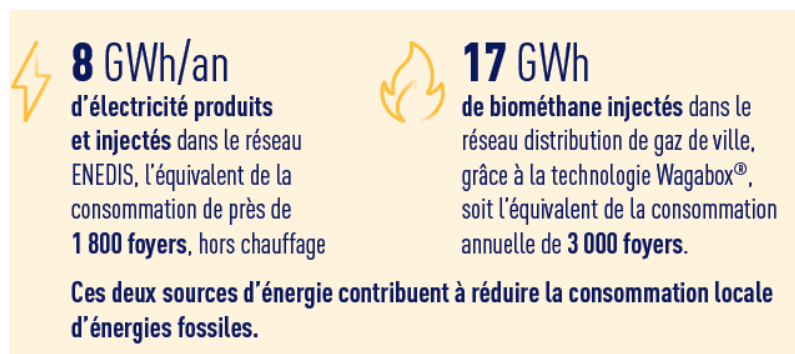 8 GWh/an
d’électricité produits
et injectés dans le réseau
ENEDIS, l’équivalent de la
consommation de près de
1 800 foyers, hors chauffage
17 GWh
de biométhane injectés dans le
réseau distribution de gaz de ville,
grâce à la technologie Wagabox®,
soit l’équivalent de la consommation
annuelle de 3 000 foyers.
Ces deux sources d’énergie contribuent à réduire la consommation locale
d’énergies fossiles.